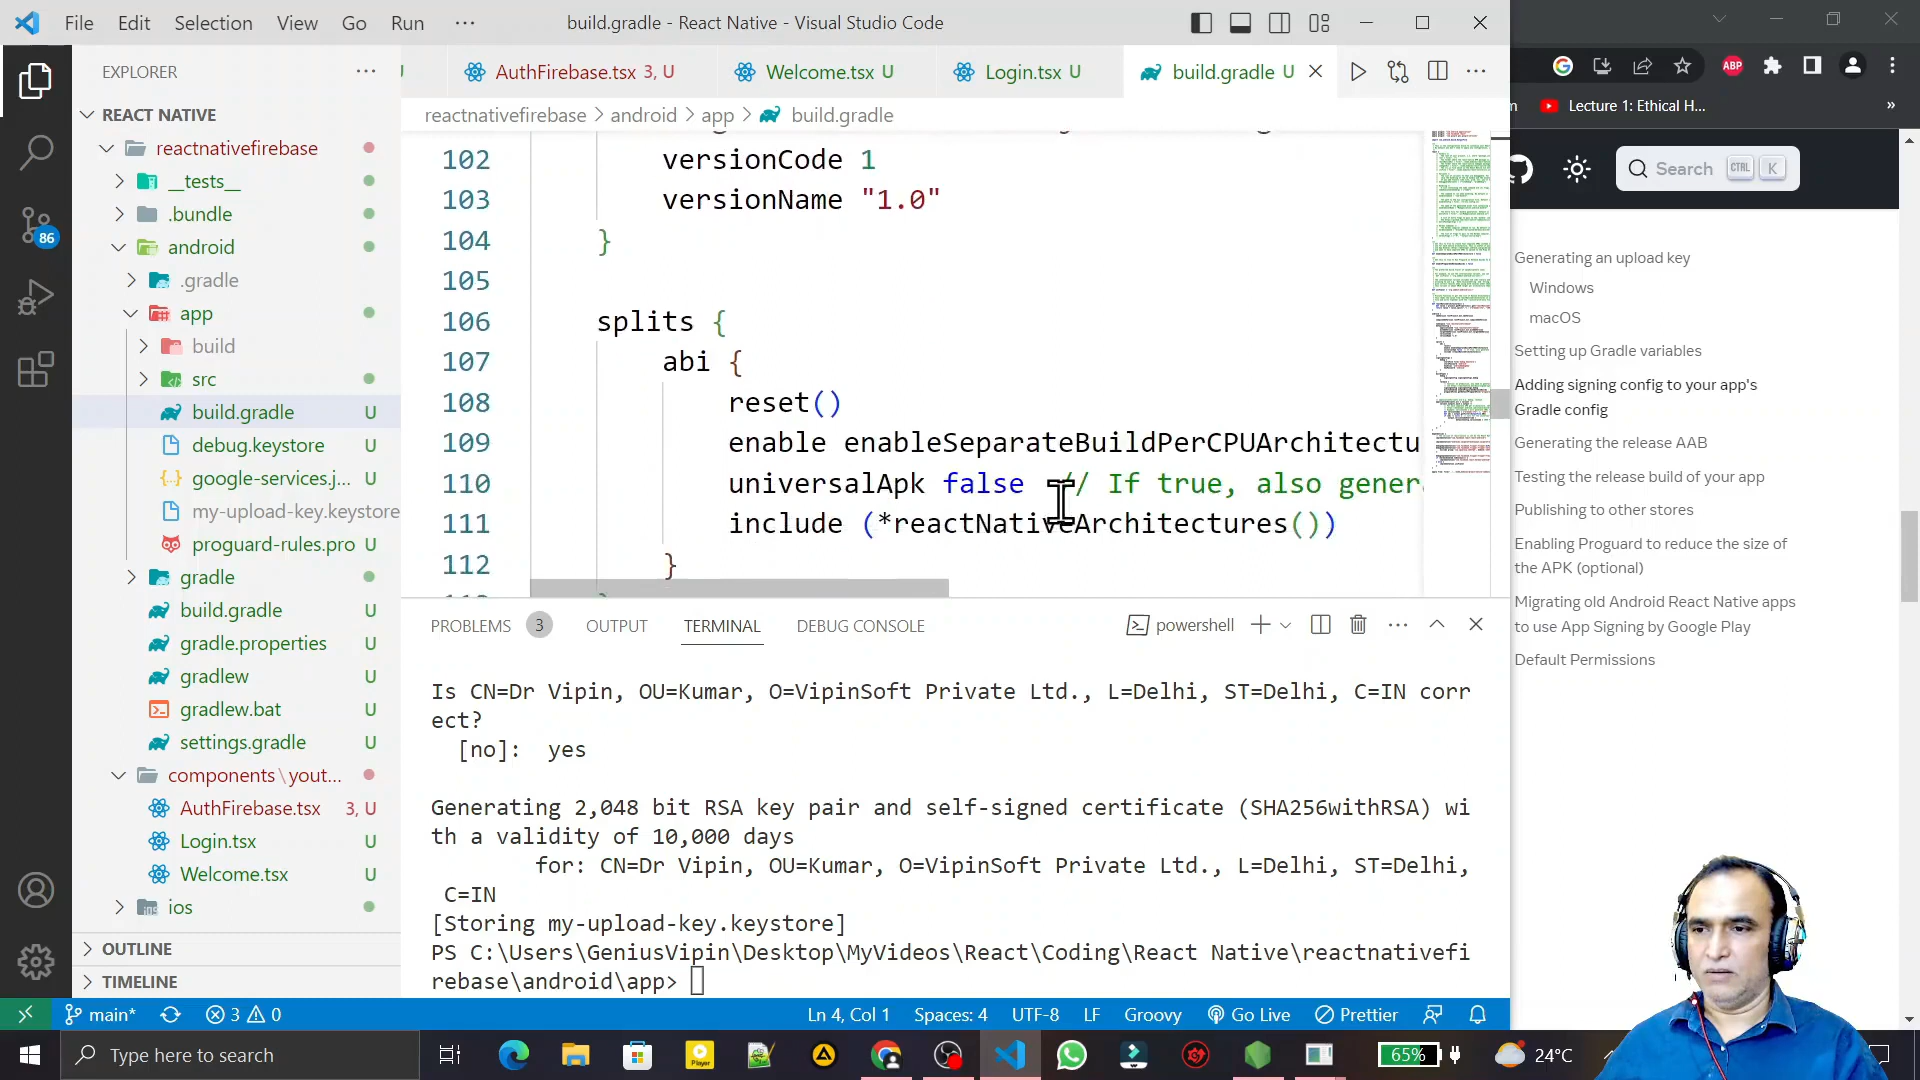 File Edit Selection View Go Run ···
build.gradle - React Native - Visual Studio Code
EXPLORER
AuthFirebase.tsx 3, U
Welcome.tsx U
Login.tsx U
build.gradle U
reactnativefirebase > android > app > build.gradle
REACT NATIVE
reactnativefirebase
__tests__
.bundle
android
.gradle
app
build
src
build.gradle U
debug.keystore U
google-services.j... U
my-upload-key.keystore
proguard-rules.pro U
gradle
build.gradle U
gradle.properties U
gradlew U
gradlew.bat U
settings.gradle U
components\yout...
AuthFirebase.tsx 3, U
Login.tsx U
Welcome.tsx U
ios
OUTLINE
TIMELINE
86
102 versionCode 1
103 versionName "1.0"
104 }
105
106 splits {
107 abi {
108 reset()
109 enable enableSeparateBuildPerCPUArchitectu
110 universalApk false // If true, also gener
111 include (*reactNativeArchitectures())
112 }
PROBLEMS 3 OUTPUT TERMINAL DEBUG CONSOLE
powershell
Is CN=Dr Vipin, OU=Kumar, O=VipinSoft Private Ltd., L=Delhi, ST=Delhi, C=IN corr
ect?
[no]: yes
Generating 2,048 bit RSA key pair and self-signed certificate (SHA256withRSA) wi
th a validity of 10,000 days
for: CN=Dr Vipin, OU=Kumar, O=VipinSoft Private Ltd., L=Delhi, ST=Delhi,
C=IN
[Storing my-upload-key.keystore]
PS C:\Users\GeniusVipin\Desktop\MyVideos\React\Coding\React Native\reactnativefi
rebase\android\app>
main* 3 0
Ln 4, Col 1 Spaces: 4 UTF-8 LF Groovy Go Live Prettier
ABP
Lecture 1: Ethical H...
»
Search CTRL K
Generating an upload key
Windows
macOS
Setting up Gradle variables
Adding signing config to your app's
Gradle config
Generating the release AAB
Testing the release build of your app
Publishing to other stores
Enabling Proguard to reduce the size of
the APK (optional)
Migrating old Android React Native apps
to use App Signing by Google Play
Default Permissions
Type here to search
Player
65%
24°C